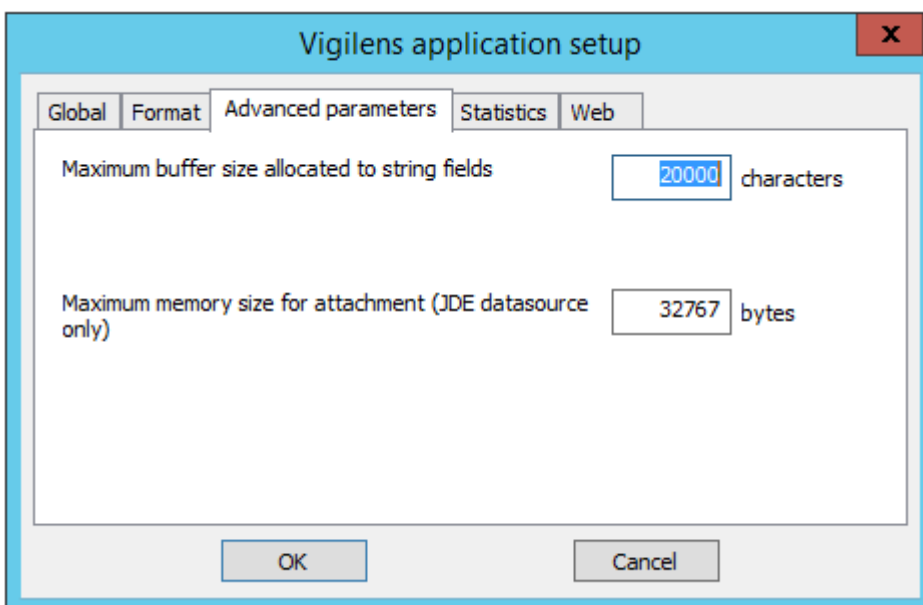 Vigilens application setup
x
Global Format Advanced parameters Statistics Web
Maximum buffer size allocated to string fields 20000 characters
Maximum memory size for attachment (JDE datasource
only) 32767 bytes
OK Cancel